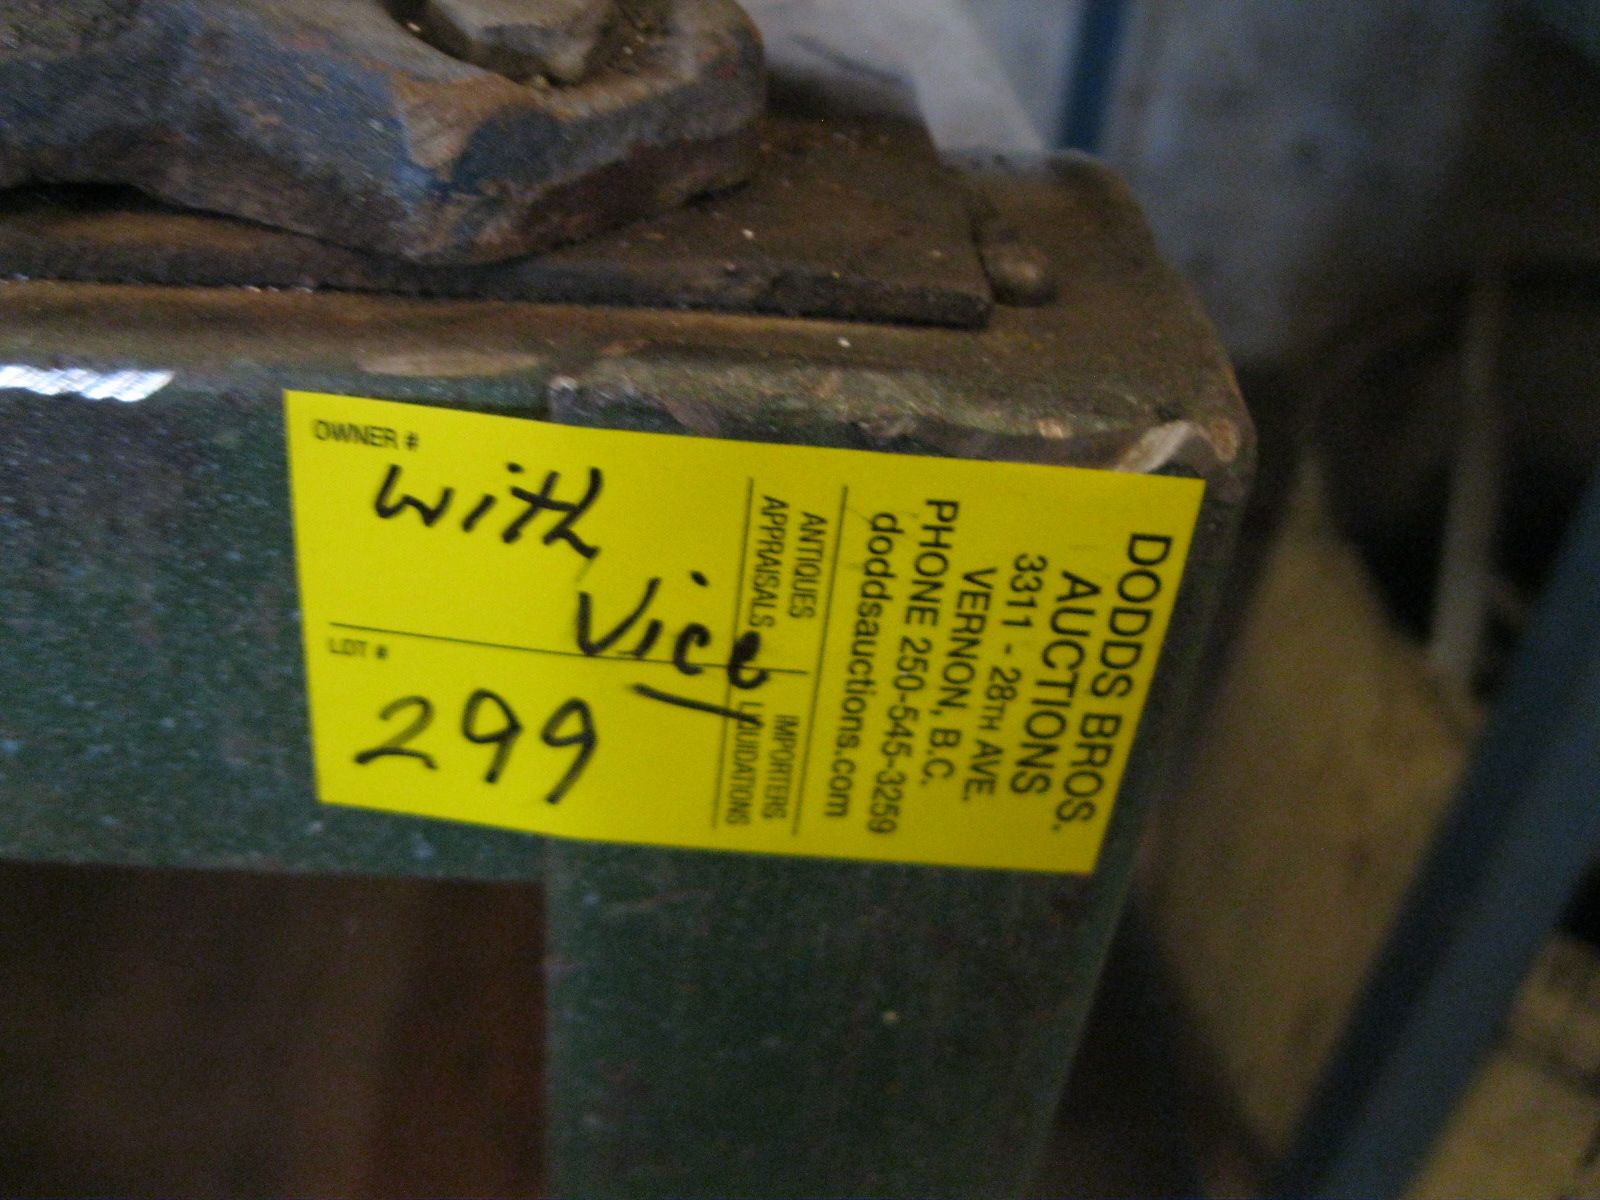 OWNER #
with
Vice
LOT #
299
DODDS BROS.
AUCTIONS
3311 - 28TH AVE.
VERNON, B.C.
PHONE 250-545-3259
doddsauctions.com
ANTIQUES IMPORTERS
APPRAISALS LIQUIDATIONS